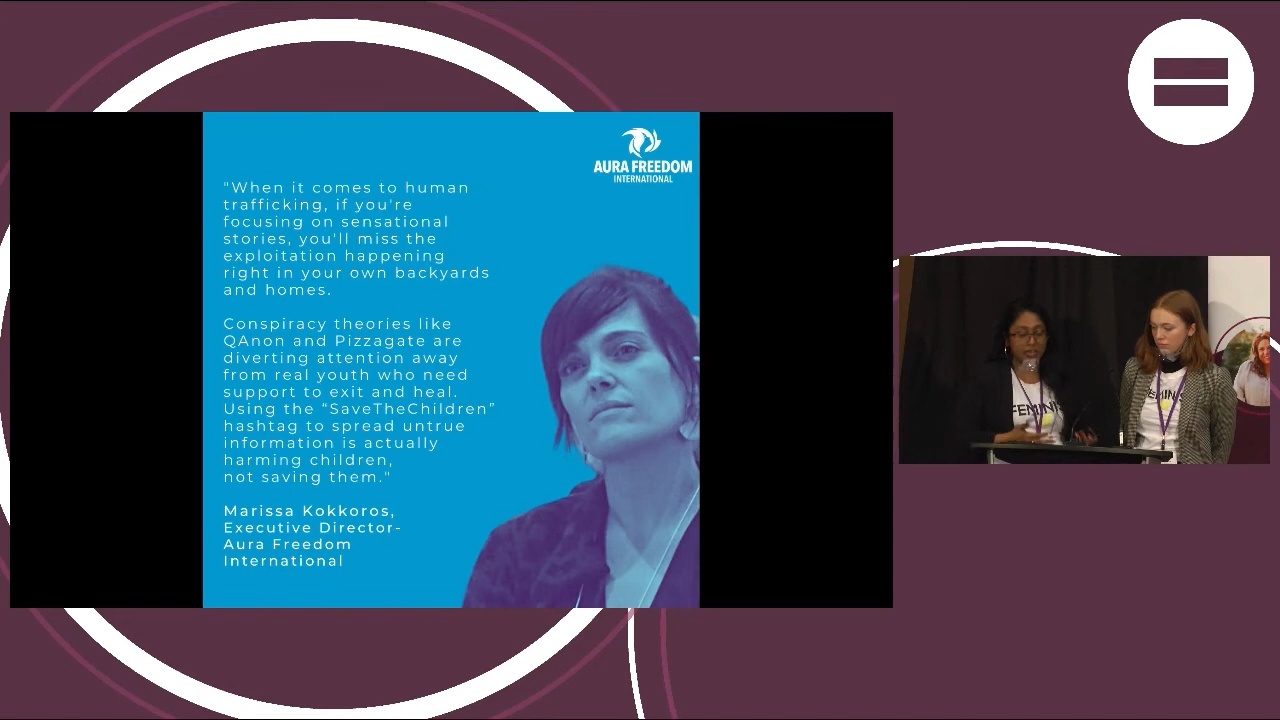 AURA FREEDOM
INTERNATIONAL
"When it comes to human
trafficking, if you're
focusing on sensational
stories, you'll miss the
exploitation happening
right in your own backyards
and homes.
Conspiracy theories like
QAnon and Pizzagate are
diverting attention away
from real youth who need
support to exit and heal.
Using the “SaveTheChildren”
hashtag to spread untrue
information is actually
harming children,
not saving them."
Marissa Kokkoros,
Executive Director-
Aura Freedom
International